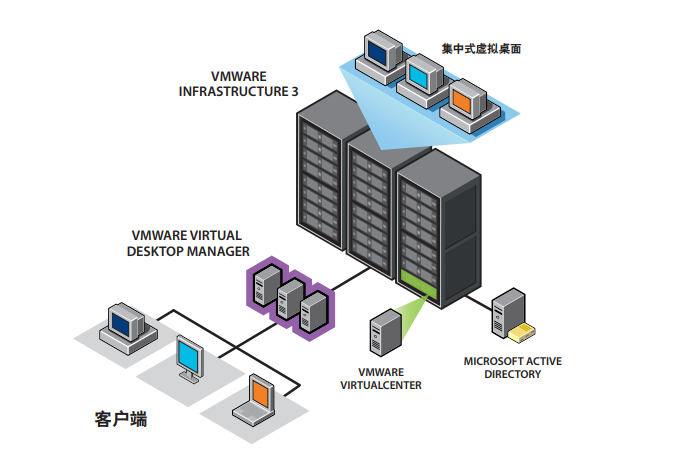 集中式虚拟桌面
VMWARE
INFRASTRUCTURE 3
VMWARE VIRTUAL
DESKTOP MANAGER
VMWARE
VIRTUALCENTER
MICROSOFT ACTIVE
DIRECTORY
客户端